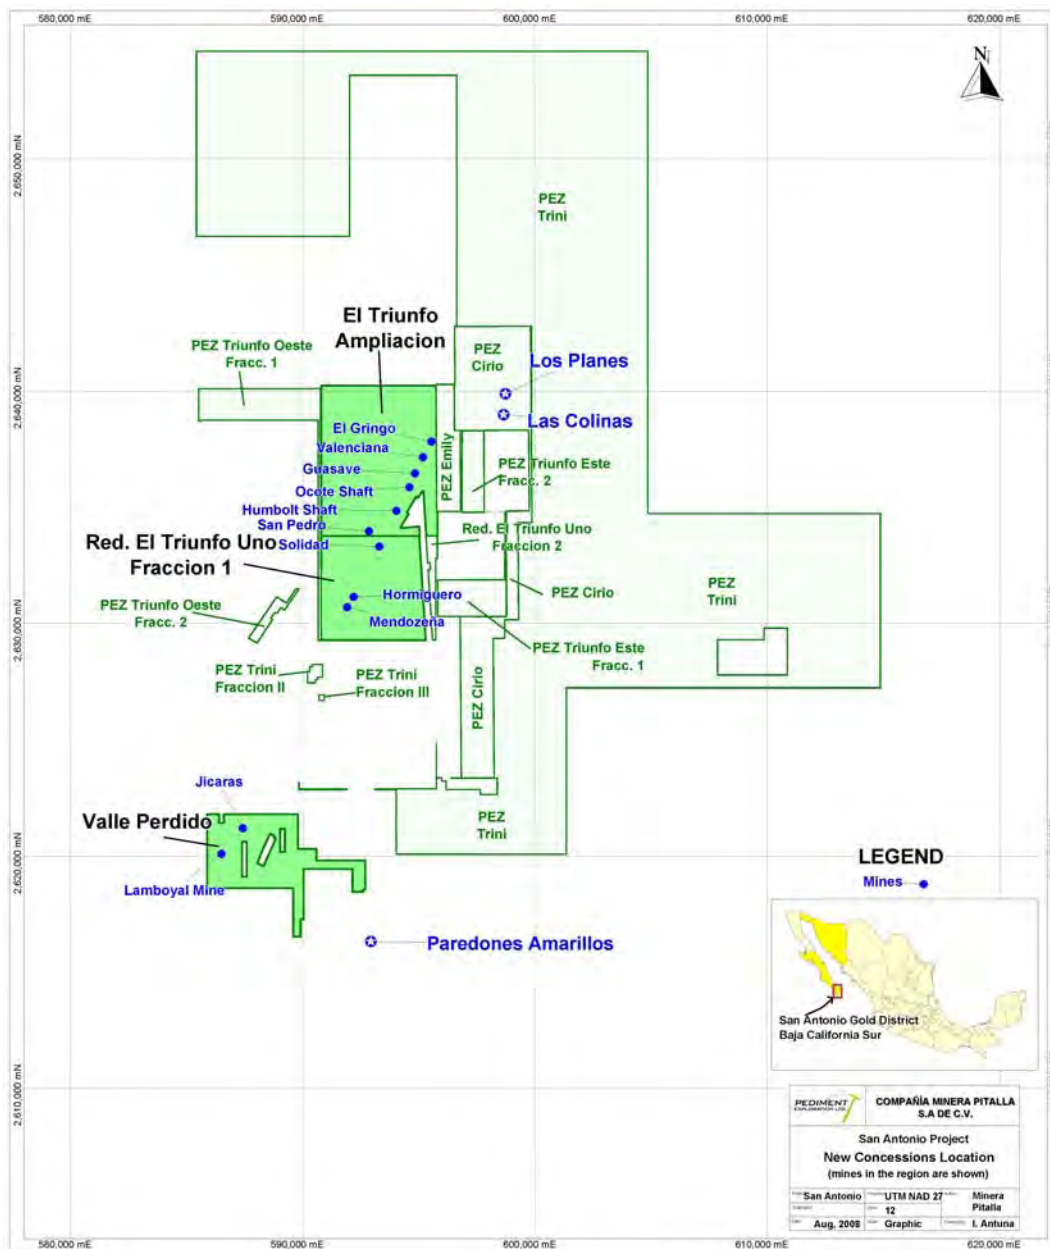 580,000 mE
590,000 mE
600,000 mE
610,000 mE
620,000 mE
N
2,650,000 mN
PEZ
Trini
El Triunfo
Ampliacion
PEZ Triunfo Oeste
Fracc. 1
PEZ
Cirio
Los Planes
2,640,000 mN
Las Colinas
El Gringo
Valenciana
Guasave
Ocote Shaft
Humbolt Shaft
San Pedro
Solidad
PEZ Emily
PEZ Triunfo Este
Fracc. 2
Red. El Triunfo Uno
Fraccion 2
Red. El Triunfo Uno
Fraccion 1
PEZ Triunfo Oeste
Fracc. 2
Hormiguero
Mendozena
PEZ Cirio
PEZ
Trini
2,630,000 mN
PEZ Triunfo Este
Fracc. 1
PEZ Trini
Fraccion II
PEZ Trini
Fraccion III
PEZ Cirio
Jicaras
Valle Perdido
PEZ
Trini
2,620,000 mN
Lamboyal Mine
LEGEND
Mines
Paredones Amarillos
San Antonio Gold District
Baja California Sur
2,610,000 mN
PEDIMENT
EXPLORATION LTD.
COMPAÑÍA MINERA PITALLA
S.A DE C.V.
San Antonio Project
New Concessions Location
(mines in the region are shown)
San Antonio
UTM NAD 27
Minera
Pitalla
12
Aug, 2008
Graphic
I. Antuna
580,000 mE
590,000 mE
600,000 mE
610,000 mE
620,000 mE